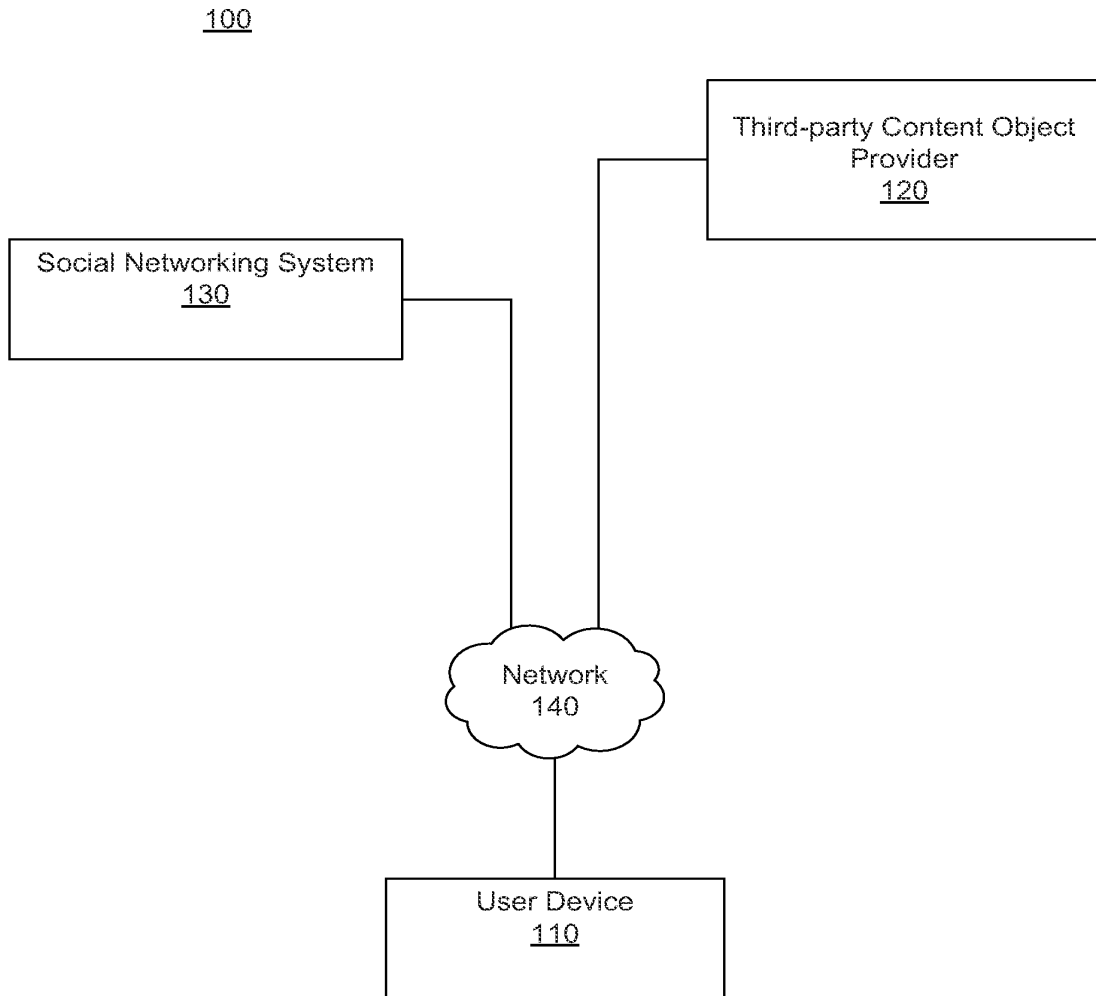 100
Third-party Content Object
Provider
120
Social Networking System
130
Network
140
User Device
110